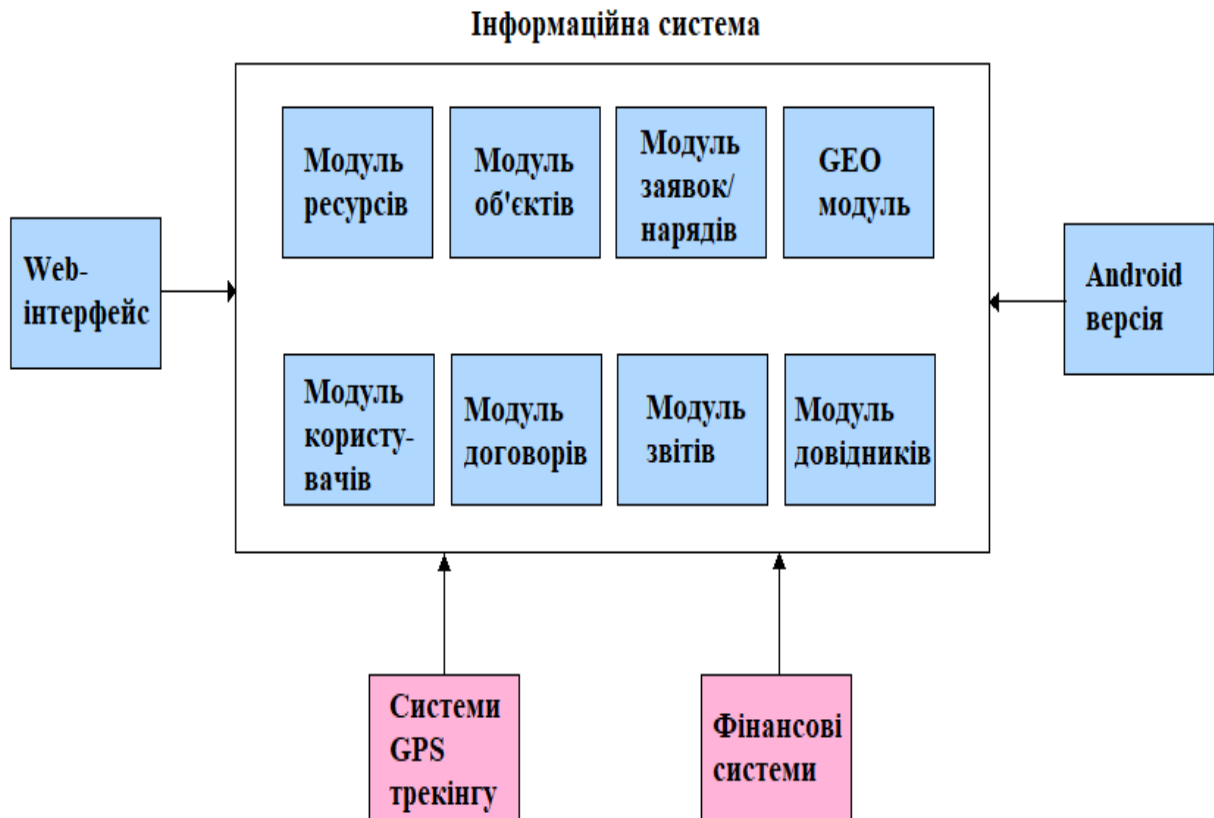 Інформаційна система
Модуль
ресурсів
Модуль
об'єктів
Модуль
заявок/
нарядів
GEO
модуль
Web-
інтерфейс
Android
версія
Модуль
користу-
вачів
Модуль
договорів
Модуль
звітів
Модуль
довідників
Системи
GPS
трекінгу
Фінансові
системи